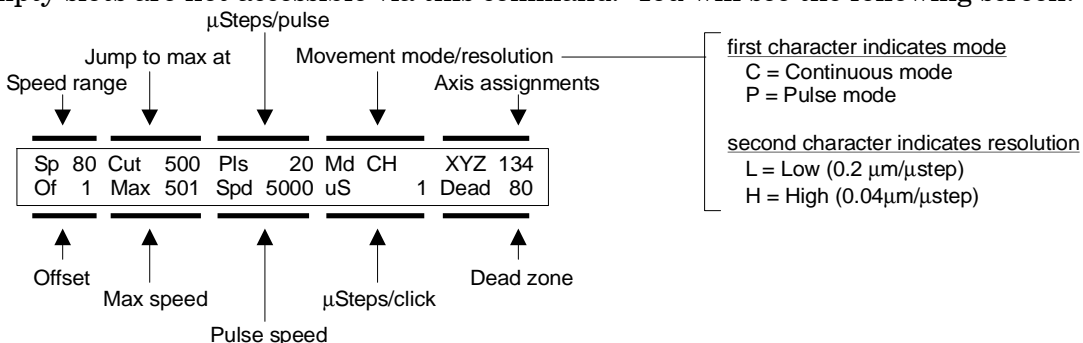 empty slots are not accessible via this command. You will see the following screen:
μSteps/pulse
Jump to max at
Movement mode/resolution
Speed range
Axis assignments
Sp 80 Cut 500 Pls 20 Md CH XYZ 134
Of 1 Max 501 Spd 5000 uS 1 Dead 80
Offset
Max speed
Pulse speed
μSteps/click
Dead zone
first character indicates mode
C = Continuous mode
P = Pulse mode
second character indicates resolution
L = Low (0.2 μm/μstep)
H = High (0.04μm/μstep)